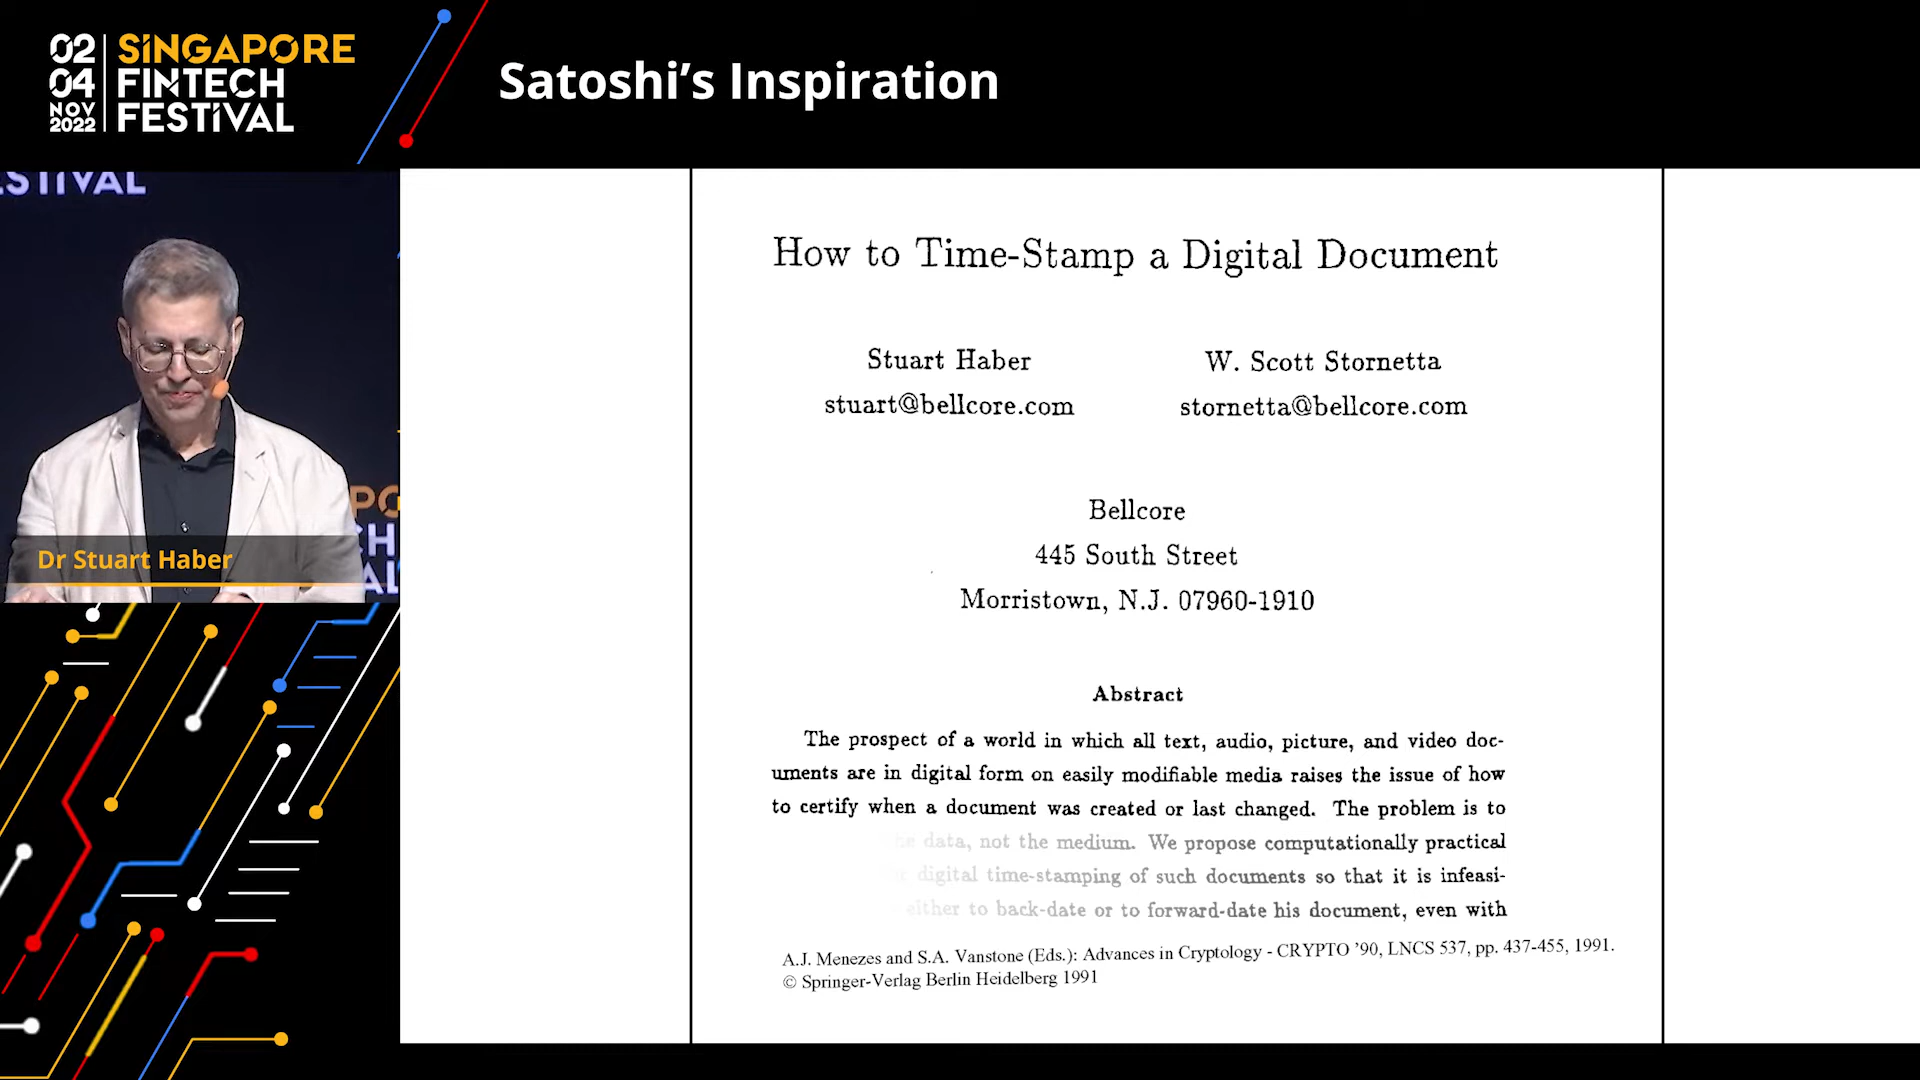 02
04
NOV
2022
SINGAPORE
FINTECH
FESTIVAL
Satoshi's Inspiration
STIVAL
Dr Stuart Haber
How to Time-Stamp a Digital Document
Stuart Haber
W. Scott Stornetta
stuart@bellcore.com
stornetta@bellcore.com
Bellcore
445 South Street
Morristown, N.J. 07960-1910
Abstract
The prospect of a world in which all text, audio, picture, and video doc-
uments are in digital form on easily modifiable media raises the issue of how
to certify when a document was created or last changed. The problem is to
data, not the medium. We propose computationally practical
digital time-stamping of such documents so that it is infeasi-
either to back-date or to forward-date his document, even with
A.J. Menezes and S.A. Vanstone (Eds.): Advances in Cryptology - CRYPTO '90, LNCS 537, pp. 437-455, 1991.
© Springer-Verlag Berlin Heidelberg 1991